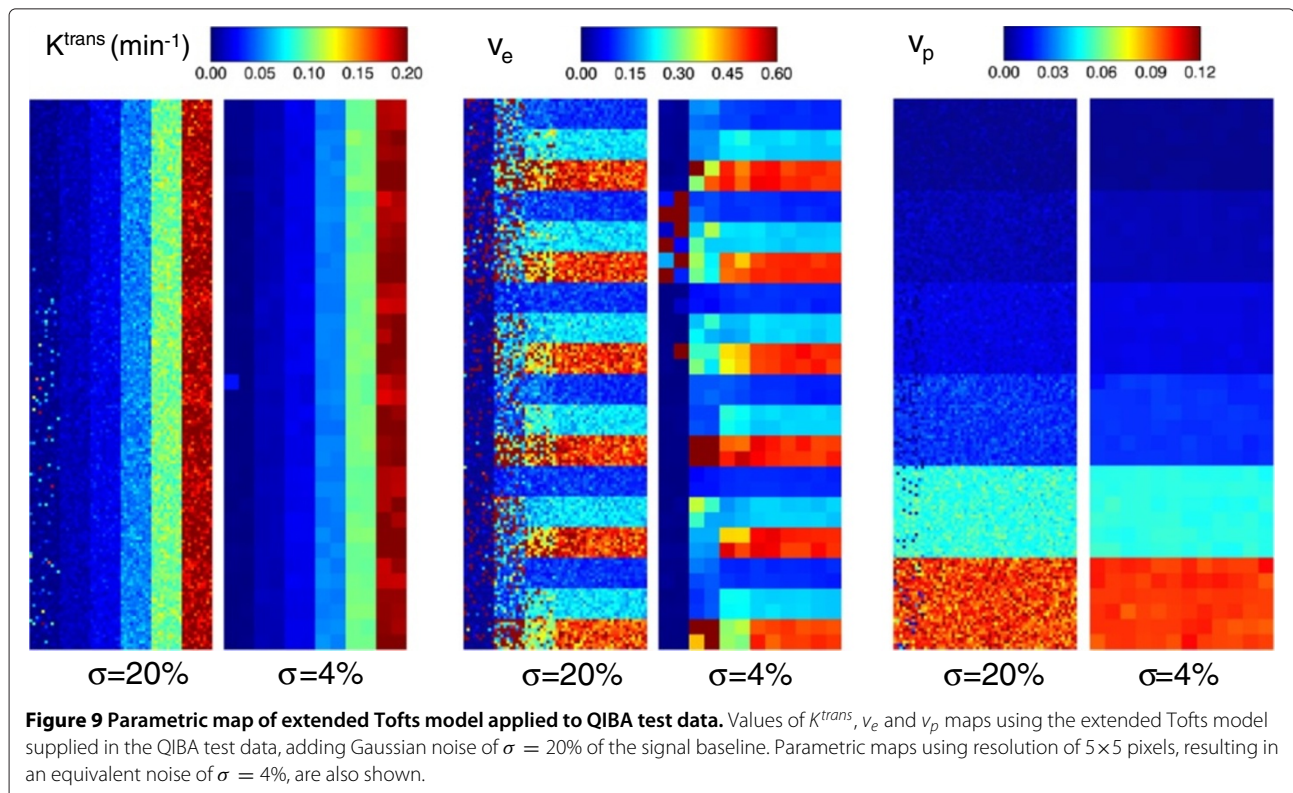 K^trans (min^-1)
0.00 0.05 0.10 0.15 0.20
v_e
0.00 0.15 0.30 0.45 0.60
v_p
0.00 0.03 0.06 0.09 0.12
σ=20% σ=4%
σ=20% σ=4%
σ=20% σ=4%
Figure 9 Parametric map of extended Tofts model applied to QIBA test data. Values of K^trans, v_e and v_p maps using the extended Tofts model
supplied in the QIBA test data, adding Gaussian noise of σ = 20% of the signal baseline. Parametric maps using resolution of 5×5 pixels, resulting in
an equivalent noise of σ = 4%, are also shown.